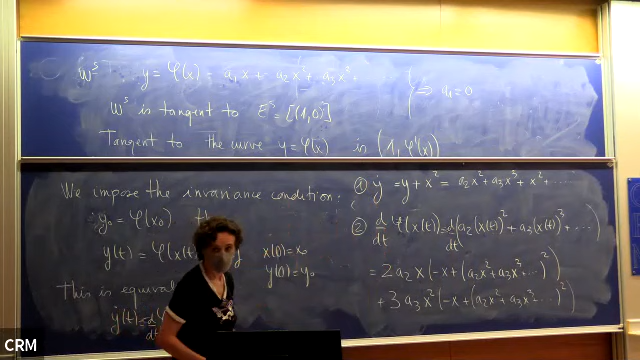 W^s y = φ(x) = a₁x + a₂x² + a₃x³ +
W^s is tangent to E^s = [(1,0)]
⟹ a₁ = 0
Tangent to the curve y = φ(x) is (1, φ'(x))
We impose the invariance condition:
y₀ = φ(x₀)
y(t) = φ(x(t)
x(0) = x₀
y(0) = y₀
This is equiva
ẏ(t) = d/dt
① ẏ = y + x² = a₂x² + a₃x³ + x² + ...
② d/dt φ(x(t)) = d/dt (a₂(x(t))² + a₃(x(t))³ + ...)
= 2a₂x(-x + (a₂x² + a₃x³ ...)²)
+ 3a₃x²(-x + (a₂x² + a₃x³ ...)²)
CRM